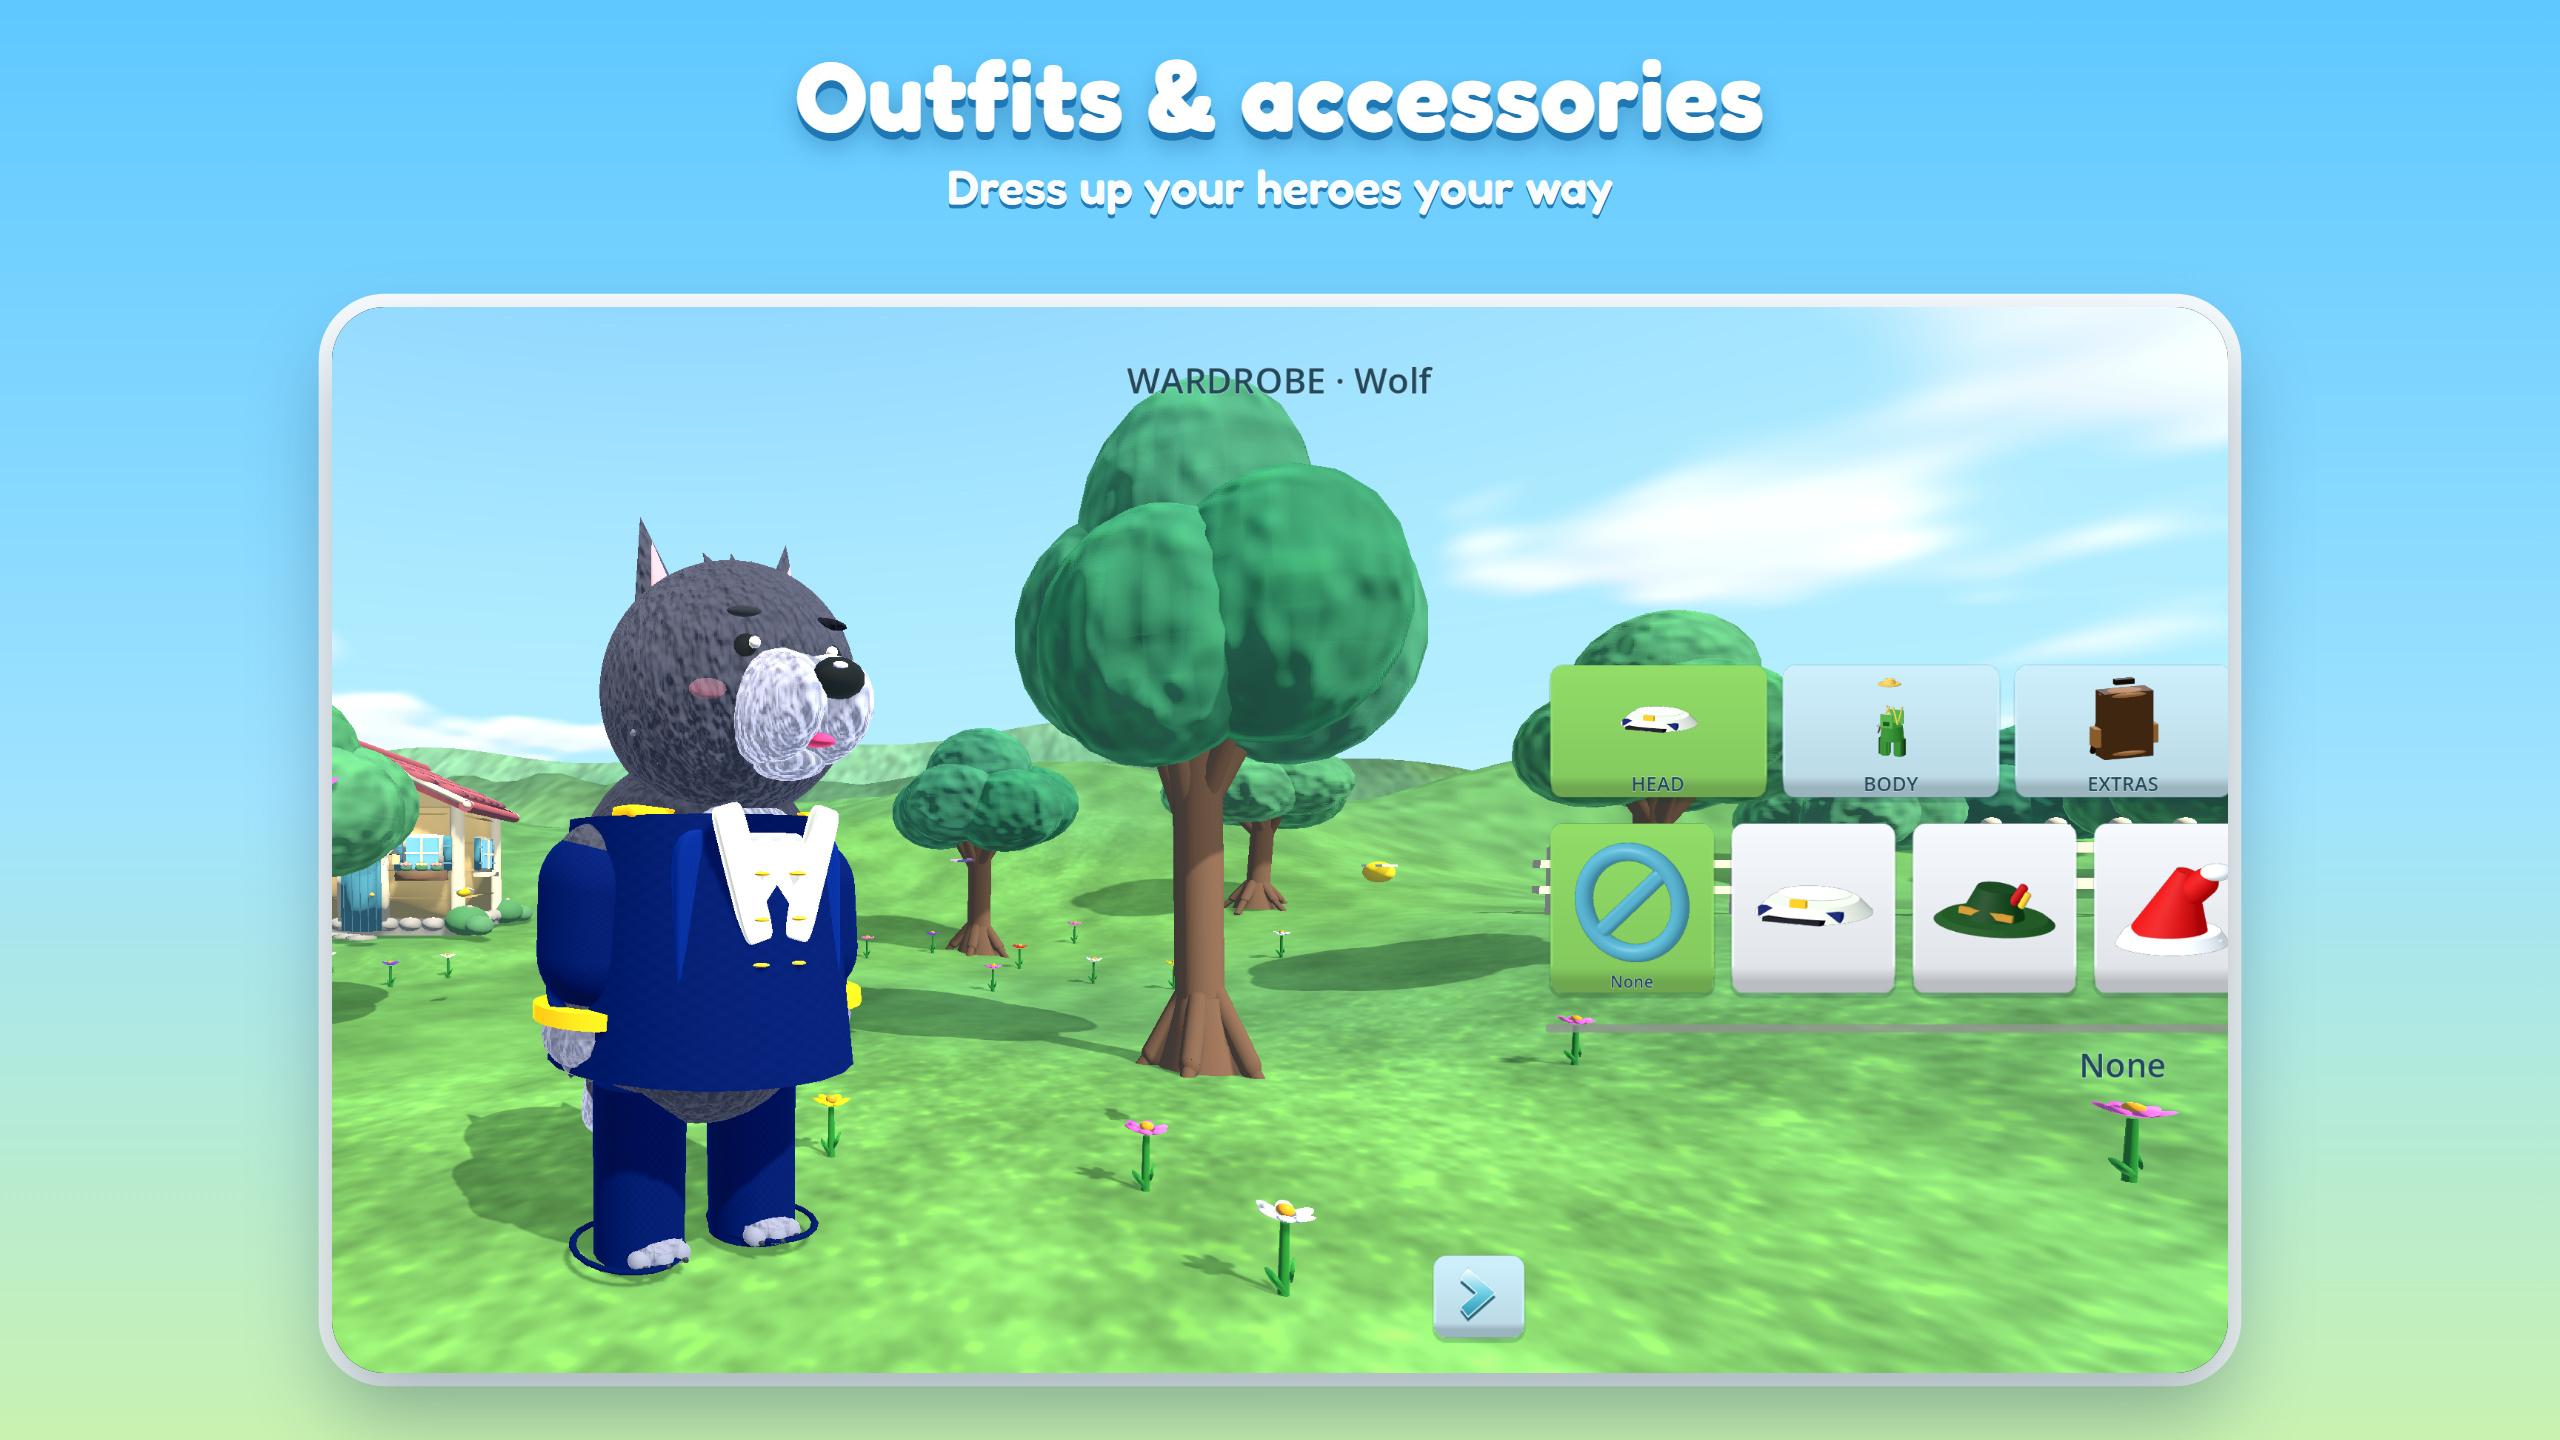 Outfits & accessories
Dress up your heroes your way
WARDROBE · Wolf
HEAD
BODY
EXTRAS
None
None